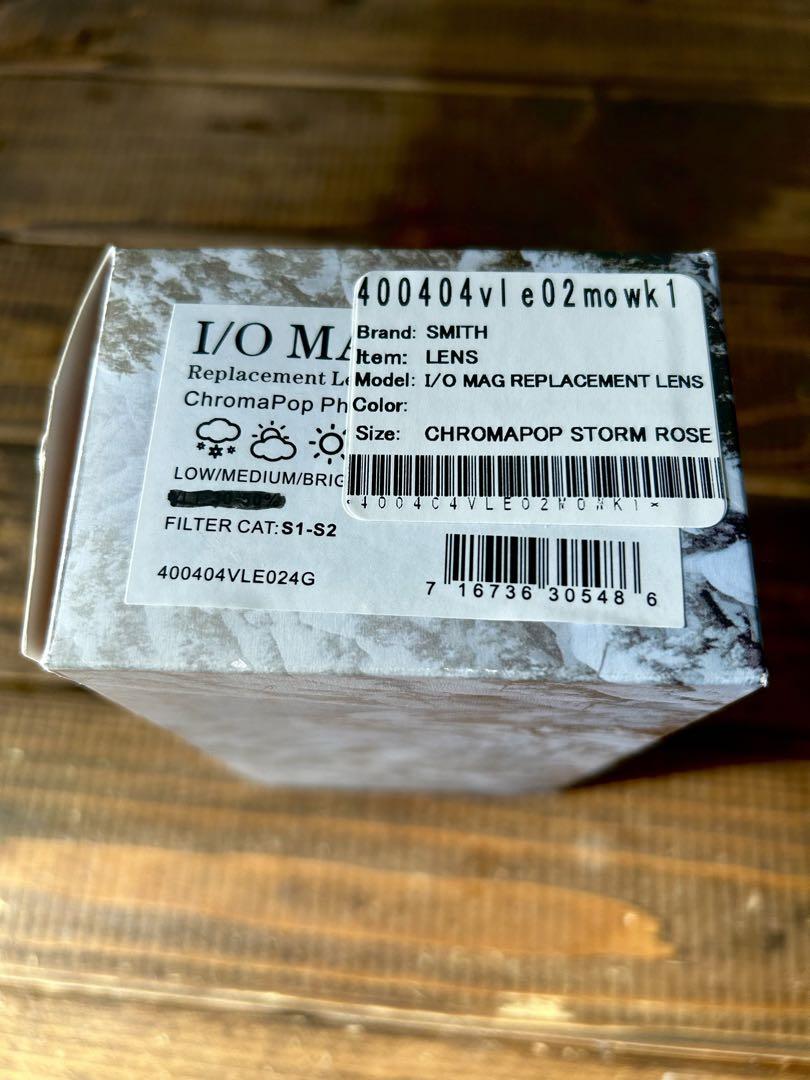 400404vle02mowk1
Brand: SMITH
Item: LENS
Model: I/O MAG REPLACEMENT LENS
Color:
Size: CHROMAPOP STORM ROSE
*400404VLE02MOWK1*
I/O MA
Replacement Le
ChromaPop Ph
LOW/MEDIUM/BRIG
FILTER CAT:S1-S2
400404VLE024G
7 16736 30548 6